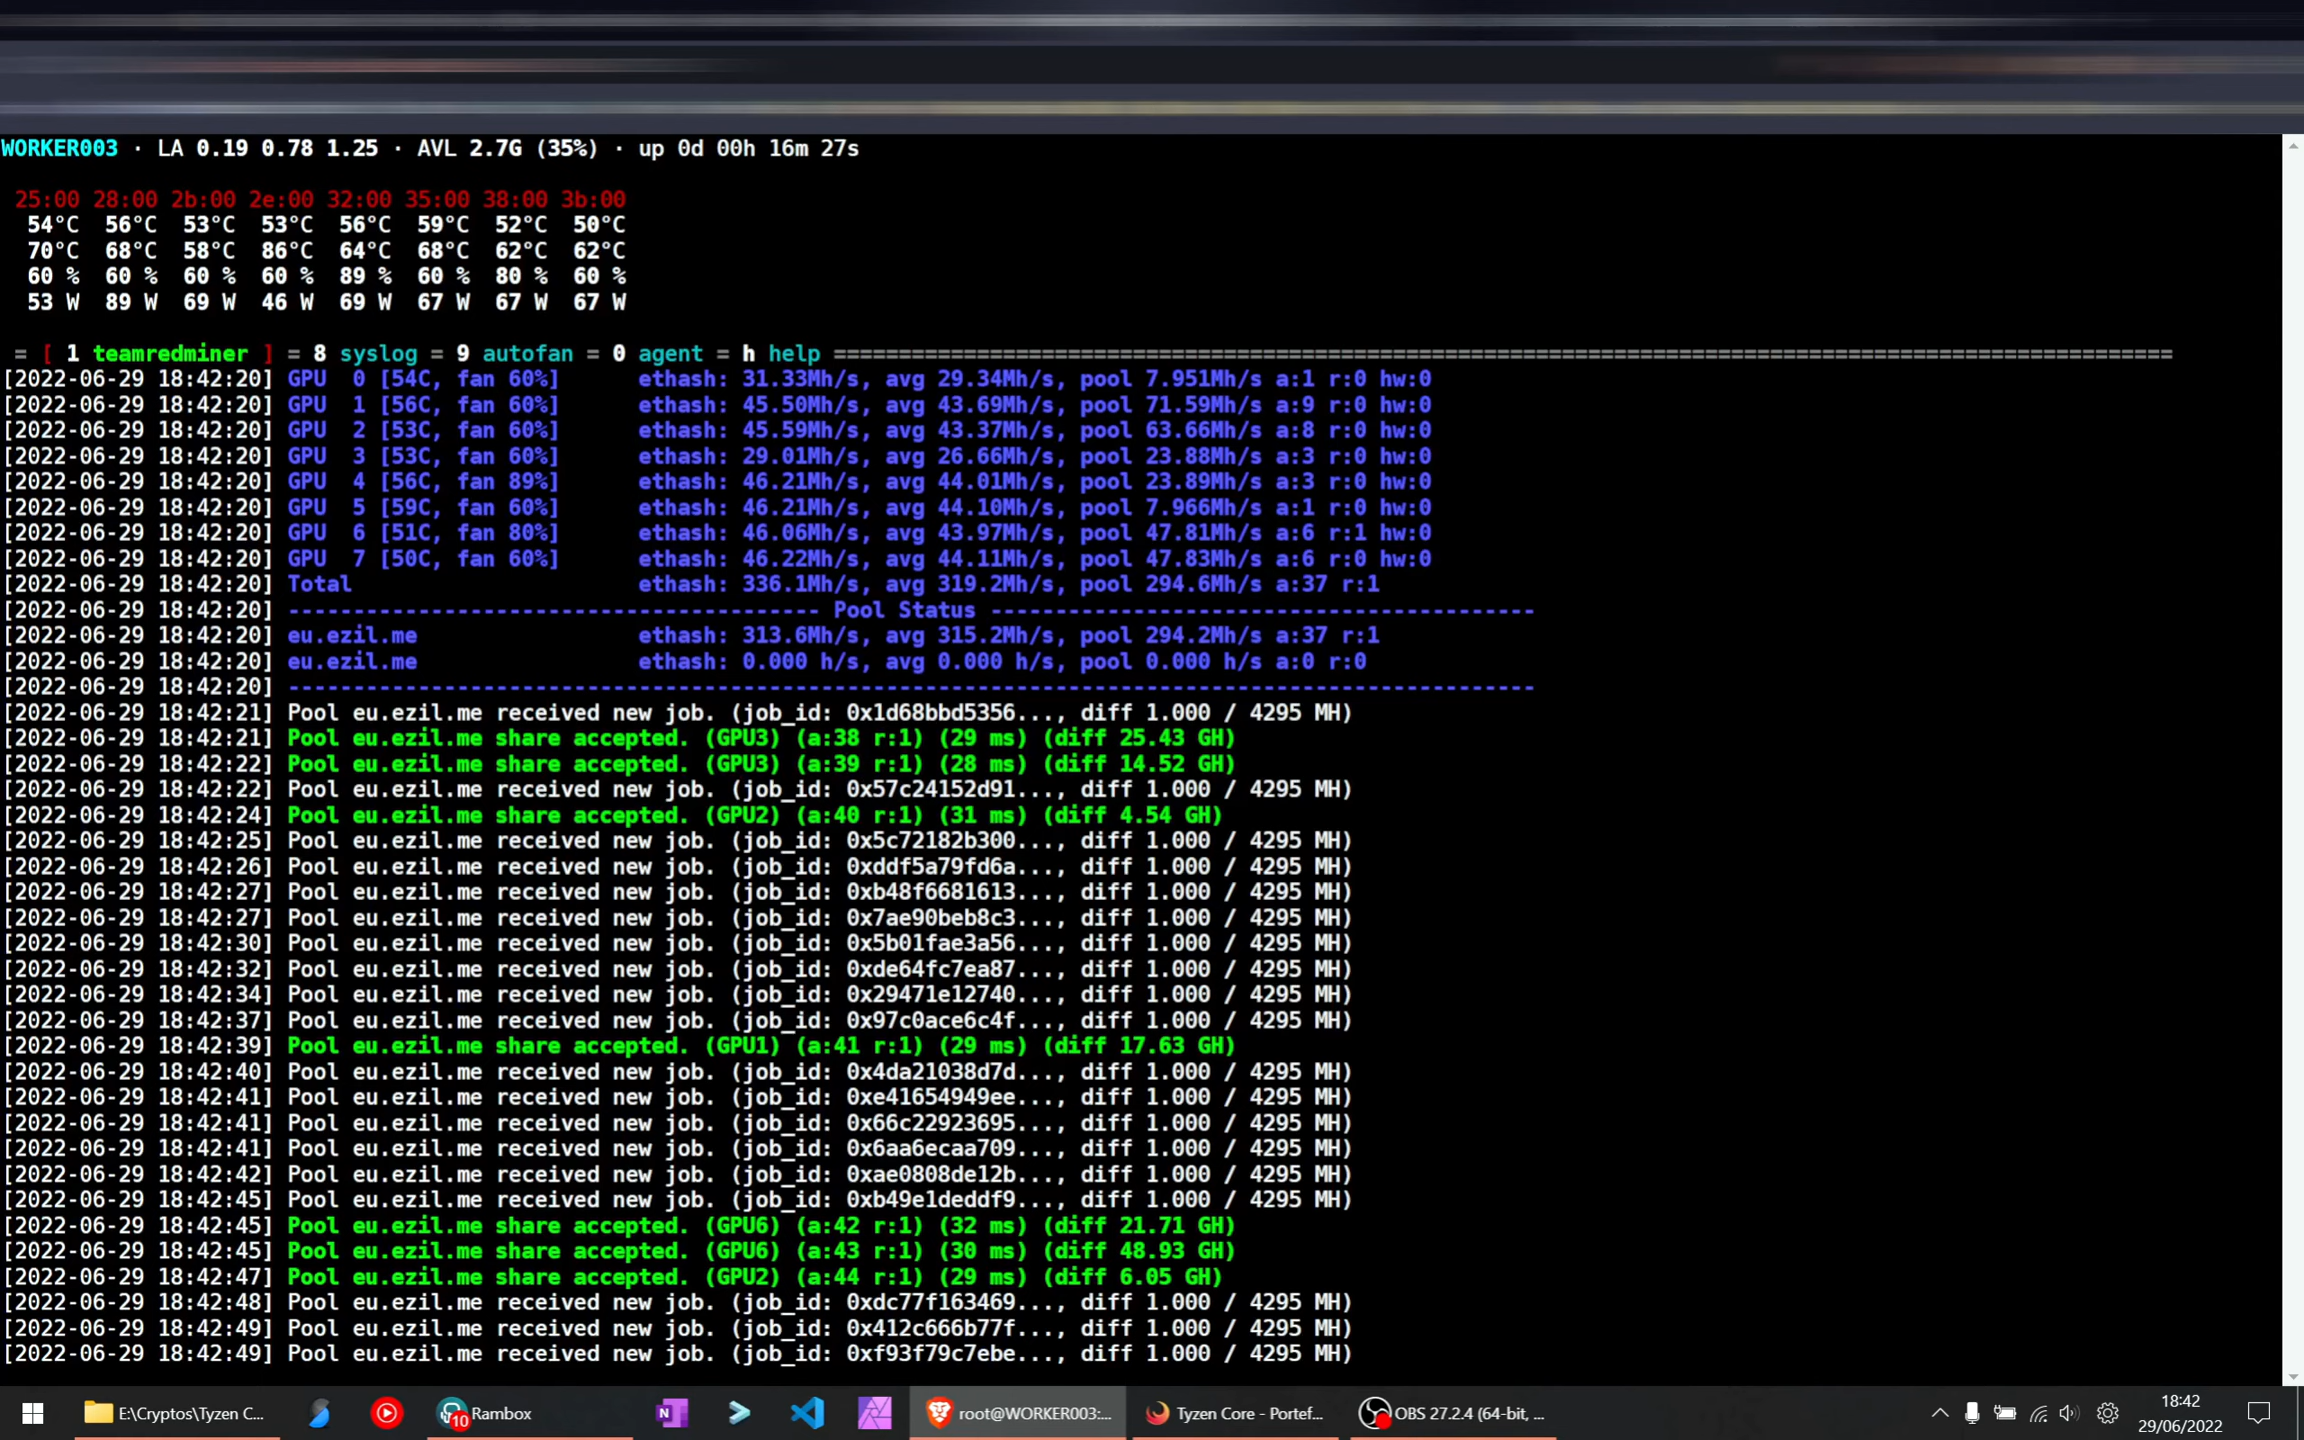 WORKER003 · LA 0.19 0.78 1.25 · AVL 2.7G (35%) · up 0d 00h 16m 27s
25:00 28:00 2b:00 2e:00 32:00 35:00 38:00 3b:00
54°C 56°C 53°C 53°C 56°C 59°C 52°C 50°C
70°C 68°C 58°C 86°C 64°C 68°C 62°C 62°C
60 % 60 % 60 % 60 % 89 % 60 % 80 % 60 %
53 W 89 W 69 W 46 W 69 W 67 W 67 W 67 W
= [ 1 teamredminer ] = 8 syslog = 9 autofan = 0 agent = h help =======================================================================================================
[2022-06-29 18:42:20] GPU 0 [54C, fan 60%] ethash: 31.33Mh/s, avg 29.34Mh/s, pool 7.951Mh/s a:1 r:0 hw:0
[2022-06-29 18:42:20] GPU 1 [56C, fan 60%] ethash: 45.50Mh/s, avg 43.69Mh/s, pool 71.59Mh/s a:9 r:0 hw:0
[2022-06-29 18:42:20] GPU 2 [53C, fan 60%] ethash: 45.59Mh/s, avg 43.37Mh/s, pool 63.66Mh/s a:8 r:0 hw:0
[2022-06-29 18:42:20] GPU 3 [53C, fan 60%] ethash: 29.01Mh/s, avg 26.66Mh/s, pool 23.88Mh/s a:3 r:0 hw:0
[2022-06-29 18:42:20] GPU 4 [56C, fan 89%] ethash: 46.21Mh/s, avg 44.01Mh/s, pool 23.89Mh/s a:3 r:0 hw:0
[2022-06-29 18:42:20] GPU 5 [59C, fan 60%] ethash: 46.21Mh/s, avg 44.10Mh/s, pool 7.966Mh/s a:1 r:0 hw:0
[2022-06-29 18:42:20] GPU 6 [51C, fan 80%] ethash: 46.06Mh/s, avg 43.97Mh/s, pool 47.81Mh/s a:6 r:1 hw:0
[2022-06-29 18:42:20] GPU 7 [50C, fan 60%] ethash: 46.22Mh/s, avg 44.11Mh/s, pool 47.83Mh/s a:6 r:0 hw:0
[2022-06-29 18:42:20] Total ethash: 336.1Mh/s, avg 319.2Mh/s, pool 294.6Mh/s a:37 r:1
[2022-06-29 18:42:20] ----------------------------------------- Pool Status ------------------------------------------
[2022-06-29 18:42:20] eu.ezil.me ethash: 313.6Mh/s, avg 315.2Mh/s, pool 294.2Mh/s a:37 r:1
[2022-06-29 18:42:20] eu.ezil.me ethash: 0.000 h/s, avg 0.000 h/s, pool 0.000 h/s a:0 r:0
[2022-06-29 18:42:20] ------------------------------------------------------------------------------------------------
[2022-06-29 18:42:21] Pool eu.ezil.me received new job. (job_id: 0x1d68bbd5356..., diff 1.000 / 4295 MH)
[2022-06-29 18:42:21] Pool eu.ezil.me share accepted. (GPU3) (a:38 r:1) (29 ms) (diff 25.43 GH)
[2022-06-29 18:42:22] Pool eu.ezil.me share accepted. (GPU3) (a:39 r:1) (28 ms) (diff 14.52 GH)
[2022-06-29 18:42:22] Pool eu.ezil.me received new job. (job_id: 0x57c24152d91..., diff 1.000 / 4295 MH)
[2022-06-29 18:42:24] Pool eu.ezil.me share accepted. (GPU2) (a:40 r:1) (31 ms) (diff 4.54 GH)
[2022-06-29 18:42:25] Pool eu.ezil.me received new job. (job_id: 0x5c72182b300..., diff 1.000 / 4295 MH)
[2022-06-29 18:42:26] Pool eu.ezil.me received new job. (job_id: 0xddf5a79fd6a..., diff 1.000 / 4295 MH)
[2022-06-29 18:42:27] Pool eu.ezil.me received new job. (job_id: 0xb48f6681613..., diff 1.000 / 4295 MH)
[2022-06-29 18:42:27] Pool eu.ezil.me received new job. (job_id: 0x7ae90beb8c3..., diff 1.000 / 4295 MH)
[2022-06-29 18:42:30] Pool eu.ezil.me received new job. (job_id: 0x5b01fae3a56..., diff 1.000 / 4295 MH)
[2022-06-29 18:42:32] Pool eu.ezil.me received new job. (job_id: 0xde64fc7ea87..., diff 1.000 / 4295 MH)
[2022-06-29 18:42:34] Pool eu.ezil.me received new job. (job_id: 0x29471e12740..., diff 1.000 / 4295 MH)
[2022-06-29 18:42:37] Pool eu.ezil.me received new job. (job_id: 0x97c0ace6c4f..., diff 1.000 / 4295 MH)
[2022-06-29 18:42:39] Pool eu.ezil.me share accepted. (GPU1) (a:41 r:1) (29 ms) (diff 17.63 GH)
[2022-06-29 18:42:40] Pool eu.ezil.me received new job. (job_id: 0x4da21038d7d..., diff 1.000 / 4295 MH)
[2022-06-29 18:42:41] Pool eu.ezil.me received new job. (job_id: 0xe41654949ee..., diff 1.000 / 4295 MH)
[2022-06-29 18:42:41] Pool eu.ezil.me received new job. (job_id: 0x66c22923695..., diff 1.000 / 4295 MH)
[2022-06-29 18:42:41] Pool eu.ezil.me received new job. (job_id: 0x6aa6ecaa709..., diff 1.000 / 4295 MH)
[2022-06-29 18:42:42] Pool eu.ezil.me received new job. (job_id: 0xae0808de12b..., diff 1.000 / 4295 MH)
[2022-06-29 18:42:45] Pool eu.ezil.me received new job. (job_id: 0xb49e1deddf9..., diff 1.000 / 4295 MH)
[2022-06-29 18:42:45] Pool eu.ezil.me share accepted. (GPU6) (a:42 r:1) (32 ms) (diff 21.71 GH)
[2022-06-29 18:42:45] Pool eu.ezil.me share accepted. (GPU6) (a:43 r:1) (30 ms) (diff 48.93 GH)
[2022-06-29 18:42:47] Pool eu.ezil.me share accepted. (GPU2) (a:44 r:1) (29 ms) (diff 6.05 GH)
[2022-06-29 18:42:48] Pool eu.ezil.me received new job. (job_id: 0xdc77f163469..., diff 1.000 / 4295 MH)
[2022-06-29 18:42:49] Pool eu.ezil.me received new job. (job_id: 0x412c666b77f..., diff 1.000 / 4295 MH)
[2022-06-29 18:42:49] Pool eu.ezil.me received new job. (job_id: 0xf93f79c7ebe..., diff 1.000 / 4295 MH)
E:\Cryptos\Tyzen C... 10 Rambox N root@WORKER003:... Tyzen Core - Portef... OBS 27.2.4 (64-bit, ... 18:42
29/06/2022